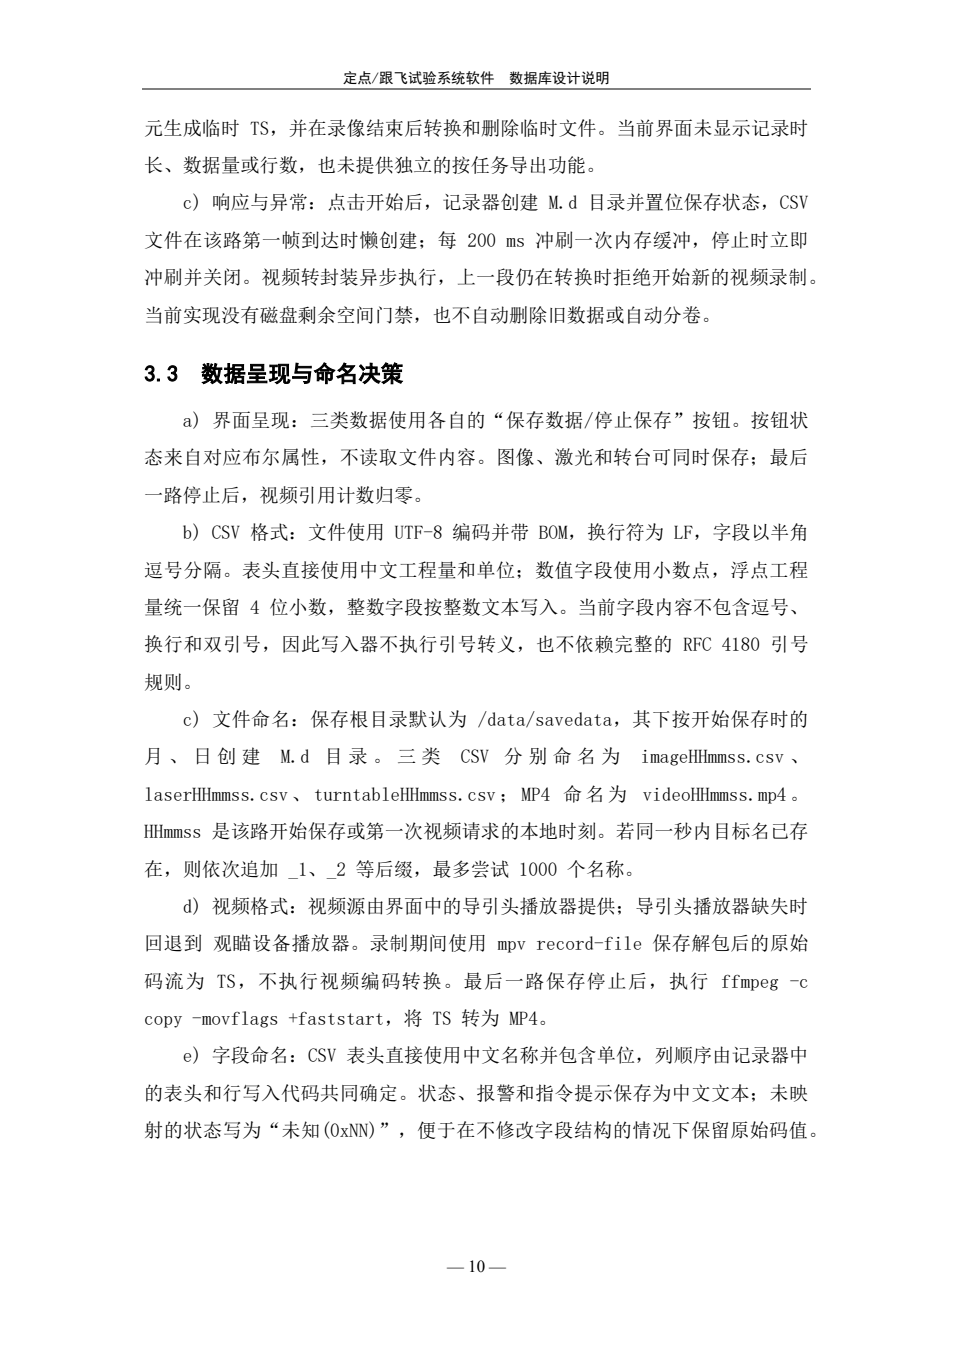 定点/跟飞试验系统软件　数据库设计说明
元生成临时 TS，并在录像结束后转换和删除临时文件。当前界面未显示记录时
长、数据量或行数，也未提供独立的按任务导出功能。
c) 响应与异常：点击开始后，记录器创建 M.d 目录并置位保存状态，CSV
文件在该路第一帧到达时懒创建；每 200 ms 冲刷一次内存缓冲，停止时立即
冲刷并关闭。视频转封装异步执行，上一段仍在转换时拒绝开始新的视频录制。
当前实现没有磁盘剩余空间门禁，也不自动删除旧数据或自动分卷。
3.3　数据呈现与命名决策
a) 界面呈现：三类数据使用各自的“保存数据/停止保存”按钮。按钮状
态来自对应布尔属性，不读取文件内容。图像、激光和转台可同时保存；最后
一路停止后，视频引用计数归零。
b) CSV 格式：文件使用 UTF-8 编码并带 BOM，换行符为 LF，字段以半角
逗号分隔。表头直接使用中文工程量和单位；数值字段使用小数点，浮点工程
量统一保留 4 位小数，整数字段按整数文本写入。当前字段内容不包含逗号、
换行和双引号，因此写入器不执行引号转义，也不依赖完整的 RFC 4180 引号
规则。
c) 文件命名：保存根目录默认为 /data/savedata，其下按开始保存时的
月、日创建 M.d 目录。三类 CSV 分别命名为 imageHHmmss.csv、
laserHHmmss.csv、turntableHHmmss.csv；MP4 命名为 videoHHmmss.mp4。
HHmmss 是该路开始保存或第一次视频请求的本地时刻。若同一秒内目标名已存
在，则依次追加 _1、_2 等后缀，最多尝试 1000 个名称。
d) 视频格式：视频源由界面中的导引头播放器提供；导引头播放器缺失时
回退到 观瞄设备播放器。录制期间使用 mpv record-file 保存解包后的原始
码流为 TS，不执行视频编码转换。最后一路保存停止后，执行 ffmpeg -c
copy -movflags +faststart，将 TS 转为 MP4。
e) 字段命名：CSV 表头直接使用中文名称并包含单位，列顺序由记录器中
的表头和行写入代码共同确定。状态、报警和指令提示保存为中文文本；未映
射的状态写为“未知(0xNN)”，便于在不修改字段结构的情况下保留原始码值。
— 10 —